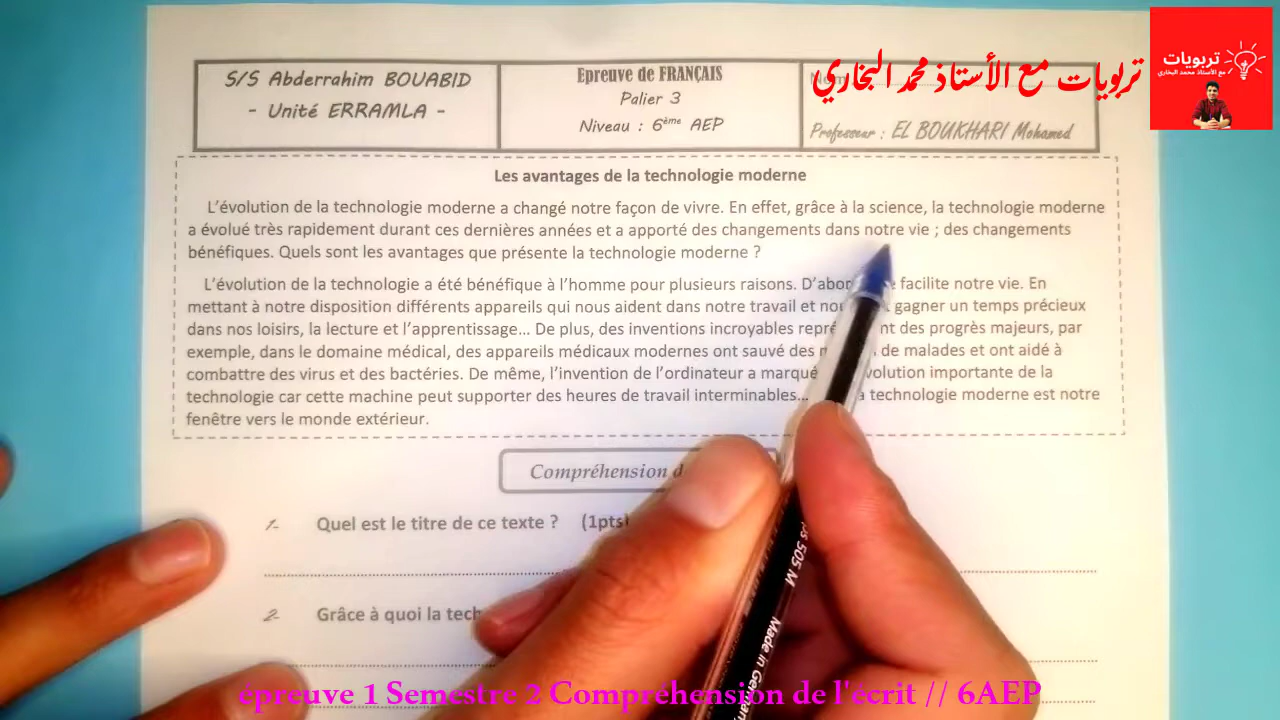 S/S Abderrahim BOUABID
- Unité ERRAMLA -
Epreuve de FRANÇAIS
Palier 3
Niveau : 6ème AEP
Professeur : EL BOUKHARI Mohamed
تربويات مع الأستاذ محمد البخاري
تربويات
مع الأستاذ محمد البخاري
Les avantages de la technologie moderne
L'évolution de la technologie moderne a changé notre façon de vivre. En effet, grâce à la science, la technologie moderne
a évolué très rapidement durant ces dernières années et a apporté des changements dans notre vie ; des changements
bénéfiques. Quels sont les avantages que présente la technologie moderne ?
L'évolution de la technologie a été bénéfique à l'homme pour plusieurs raisons. facilite notre vie. En
mettant à notre disposition différents appareils qui nous aident dans notre travail et gagner un temps précieux
dans nos loisirs, la lecture et l'apprentissage... De plus, des inventions incroyables des progrès majeurs, par
exemple, dans le domaine médical, des appareils médicaux modernes ont sauvé des de malades et ont aidé à
combattre des virus et des bactéries. De même, l'invention de l'ordinateur a marqué importante de la
technologie car cette machine peut supporter des heures de travail interminables... technologie moderne est notre
fenêtre vers le monde extérieur.
Compréhension
1- Quel est le titre de ce texte ? (1pts)
2- Grâce à quoi la
Made in
505 M
épreuve 1 Semestre 2 Compréhension de l'écrit // 6AEP